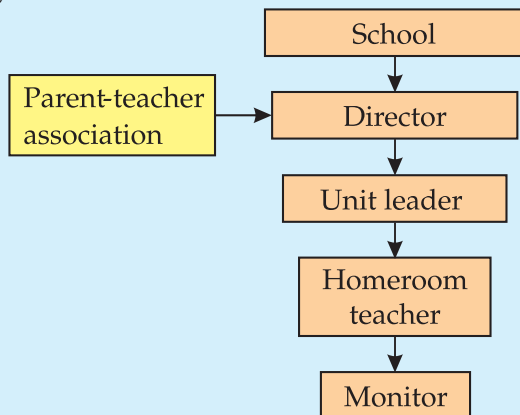 School
Parent-teacher
association
Director
Unit leader
Homeroom
teacher
Monitor